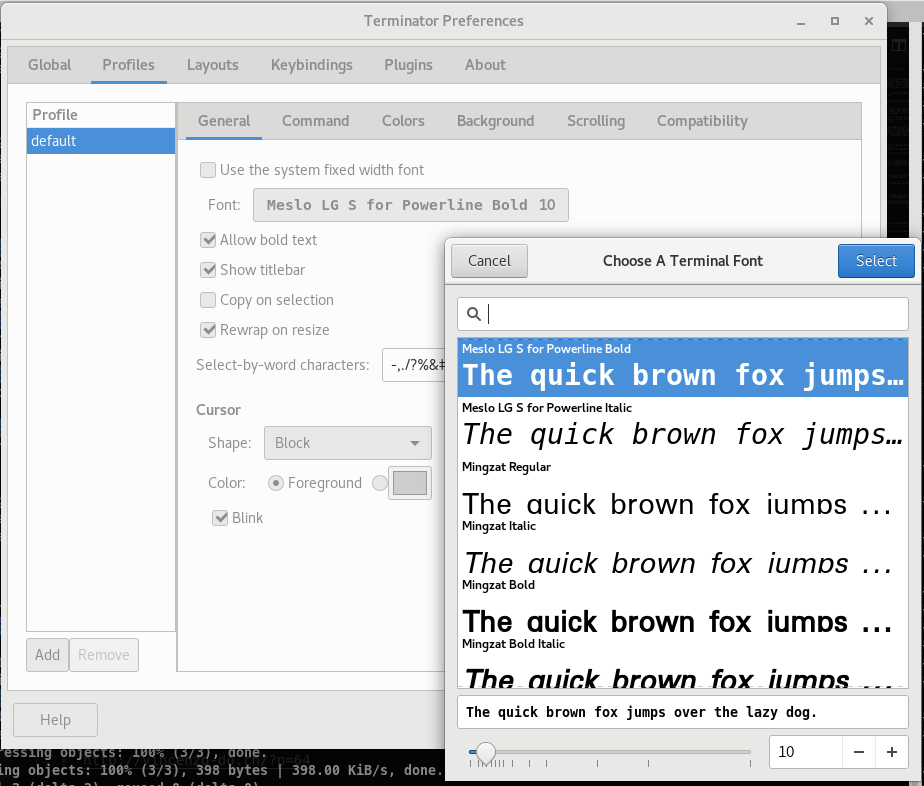 Terminator Preferences
Global Profiles Layouts Keybindings Plugins About
Profile
default
General Command Colors Background Scrolling Compatibility
Use the system fixed width font
Font: Meslo LG S for Powerline Bold 10
Allow bold text
Show titlebar
Copy on selection
Rewrap on resize
Select-by-word characters: -,./?%&#
Cursor
Shape: Block
Color: Foreground
Blink
Add Remove
Help
Cancel Choose A Terminal Font Select
Meslo LG S for Powerline Bold
The quick brown fox jumps…
Meslo LG S for Powerline Italic
The quick brown fox jumps…
Mingzat Regular
The quick brown fox jumps …
Mingzat Italic
The quick brown fox jumps …
Mingzat Bold
The quick brown fox jumps …
Mingzat Bold Italic
The quick brown fox jumps …
The quick brown fox jumps over the lazy dog.
10
ressing objects: 100% (3/3), done.
ng objects: 100% (3/3), 398 bytes | 398.00 KiB/s, done.